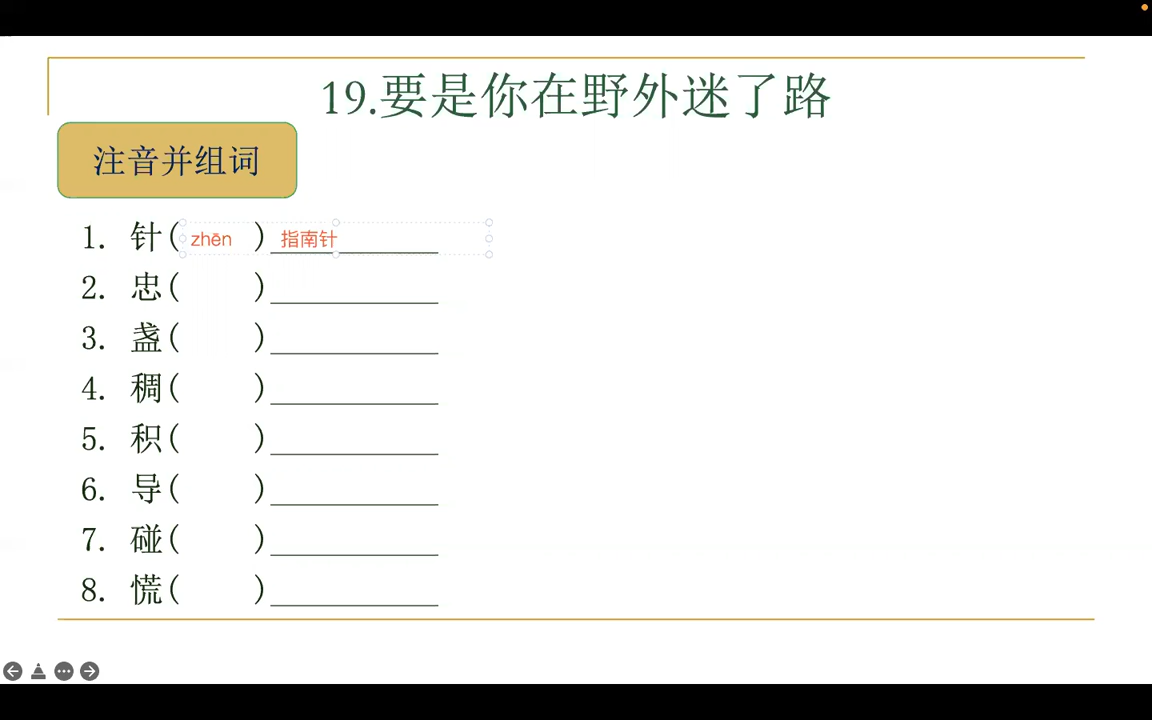 19.要是你在野外迷了路
注音并组词
1. 针( zhēn )指南针
2. 忠( )
3. 盏( )
4. 稠( )
5. 积( )
6. 导( )
7. 碰( )
8. 慌( )